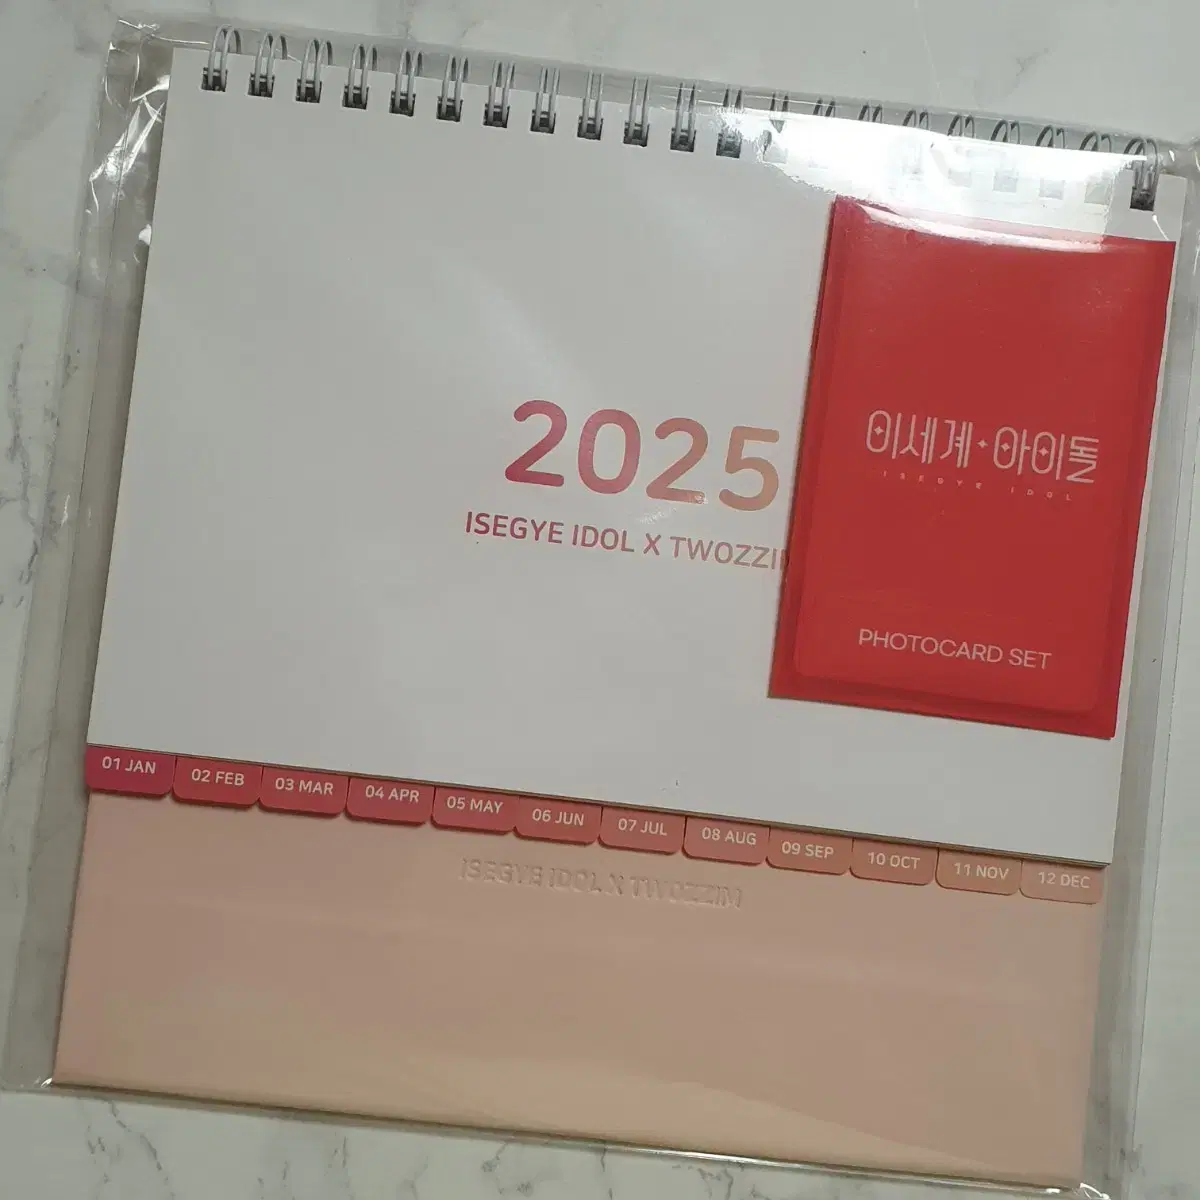 2025
ISEGYE IDOL X TWOZZI
이세계·아이돌
ISEGYE IDOL
PHOTOCARD SET
01 JAN
02 FEB
03 MAR
04 APR
05 MAY
06 JUN
07 JUL
08 AUG
09 SEP
10 OCT
11 NOV
12 DEC
ISEGYE IDOL X TWOZZIM